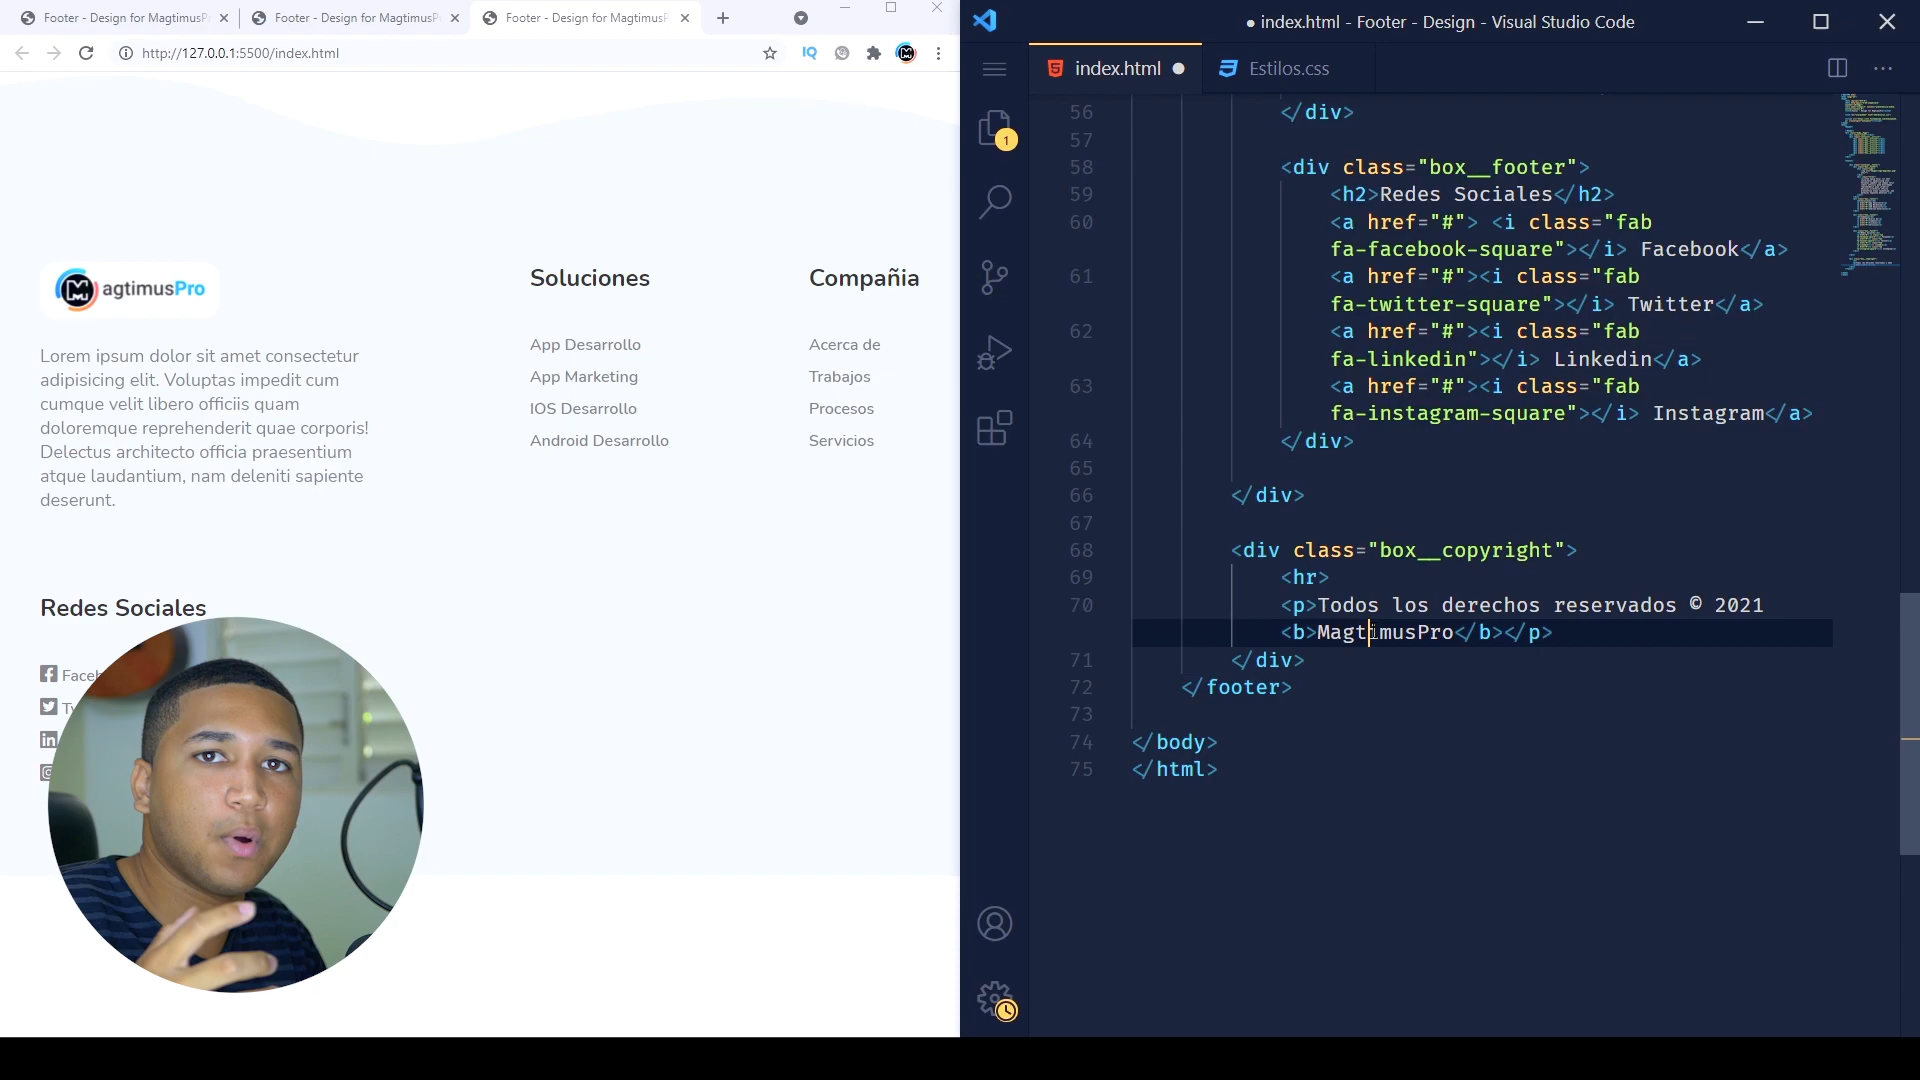 Footer - Design for MagtimusP
Footer - Design for MagtimusP
Footer - Design for MagtimusP
http://127.0.0.1:5500/index.html
IQ
MagtimusPro
Lorem ipsum dolor sit amet consectetur
adipisicing elit. Voluptas impedit cum
cumque velit libero officiis quam
doloremque reprehenderit quae corporis!
Delectus architecto officia praesentium
atque laudantium, nam deleniti sapiente
deserunt.
Soluciones
App Desarrollo
App Marketing
IOS Desarrollo
Android Desarrollo
Compañia
Acerca de
Trabajos
Procesos
Servicios
Redes Sociales
● index.html - Footer - Design - Visual Studio Code
index.html ●
Estilos.css
1
56 </div>
57
58 <div class="box__footer">
59 <h2>Redes Sociales</h2>
60 <a href="#"> <i class="fab
fa-facebook-square"></i> Facebook</a>
61 <a href="#"><i class="fab
fa-twitter-square"></i> Twitter</a>
62 <a href="#"><i class="fab
fa-linkedin"></i> Linkedin</a>
63 <a href="#"><i class="fab
fa-instagram-square"></i> Instagram</a>
64 </div>
65
66 </div>
67
68 <div class="box__copyright">
69 <hr>
70 <p>Todos los derechos reservados © 2021
<b>MagtimusPro</b></p>
71 </div>
72 </footer>
73
74 </body>
75 </html>